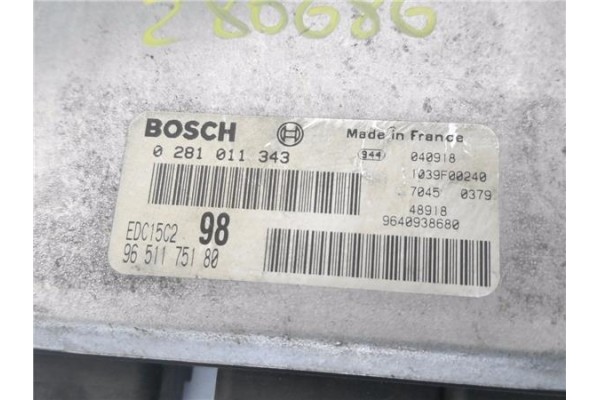 280686
BOSCH
Made in France
0 281 011 343
944 040918
1039F00240
7045 0379
48918
9640938680
EDC15C2 98
96 511 751 80